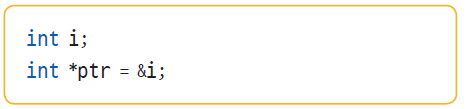 int i;
int *ptr = &i;